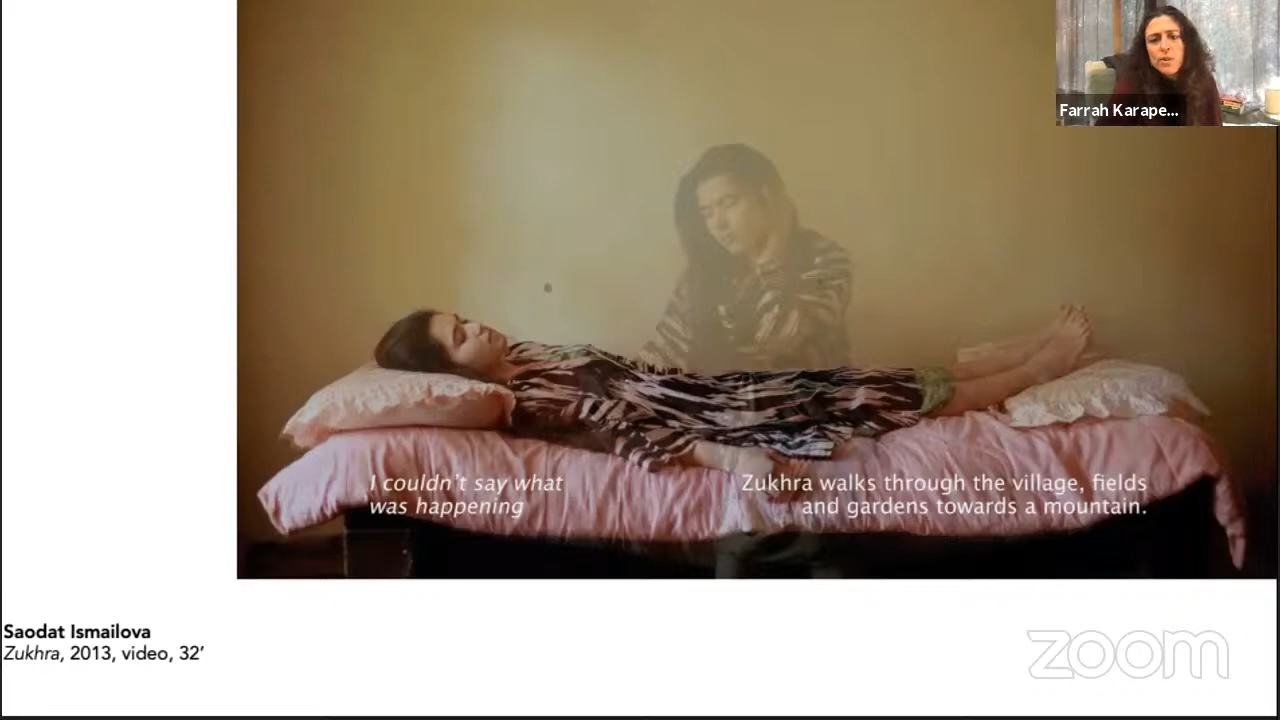 Farrah Karape...
I couldn't say what
was happening
Zukhra walks through the village, fields
and gardens towards a mountain.
Saodat Ismailova
Zukhra, 2013, video, 32′
zoom